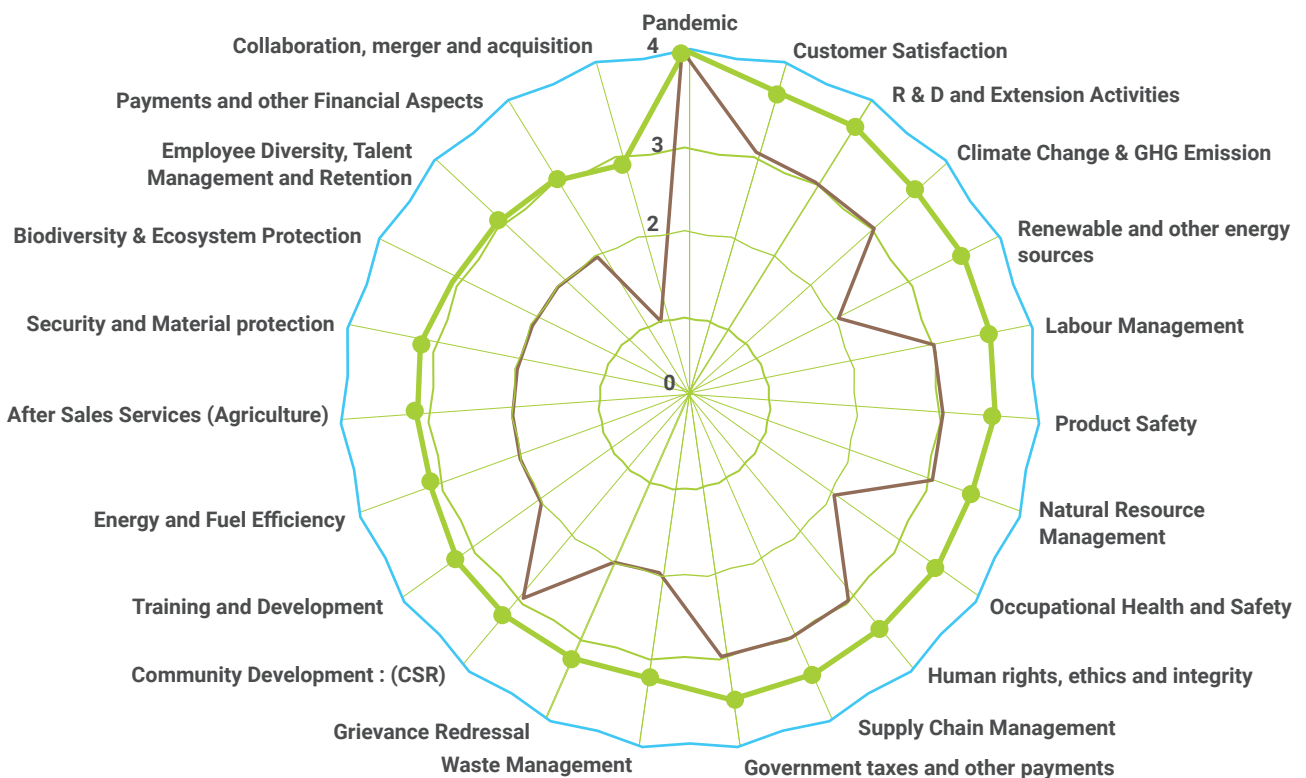 Pandemic
4
3
2
0
Customer Satisfaction
R & D and Extension Activities
Climate Change & GHG Emission
Renewable and other energy
sources
Labour Management
Product Safety
Natural Resource
Management
Occupational Health and Safety
Human rights, ethics and integrity
Supply Chain Management
Government taxes and other payments
Waste Management
Grievance Redressal
Community Development : (CSR)
Training and Development
Energy and Fuel Efficiency
After Sales Services (Agriculture)
Security and Material protection
Biodiversity & Ecosystem Protection
Employee Diversity, Talent
Management and Retention
Payments and other Financial Aspects
Collaboration, merger and acquisition